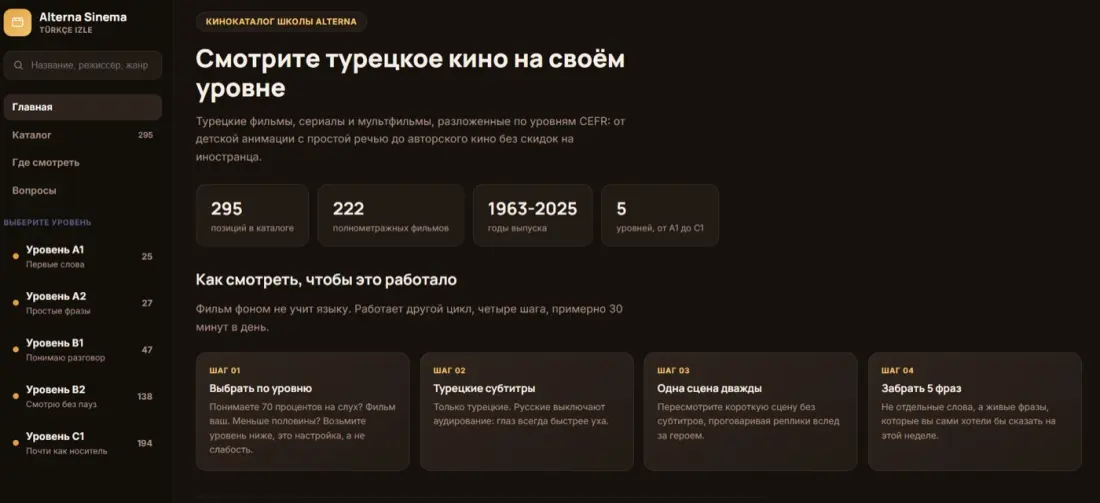 Alterna Sinema
TÜRKÇE IZLE
Название, режиссёр, жанр
Главная
Каталог 295
Где смотреть
Вопросы
ВЫБЕРИТЕ УРОВЕНЬ
Уровень A1
Первые слова
25
Уровень A2
Простые фразы
27
Уровень B1
Понимаю разговор
47
Уровень B2
Смотрю без пауз
138
Уровень C1
Почти как носитель
194
КИНОКАТАЛОГ ШКОЛЫ ALTERNA
Смотрите турецкое кино на своём
уровне
Турецкие фильмы, сериалы и мультфильмы, разложенные по уровням CEFR: от
детской анимации с простой речью до авторского кино без скидок на
иностранца.
295
позиций в каталоге
222
полнометражных фильмов
1963-2025
годы выпуска
5
уровней, от A1 до C1
Как смотреть, чтобы это работало
Фильм фоном не учит языку. Работает другой цикл, четыре шага, примерно 30
минут в день.
ШАГ 01
Выбрать по уровню
Понимаете 70 процентов на слух? Фильм
ваш. Меньше половины? Возьмите
уровень ниже, это настройка, а не
слабость.
ШАГ 02
Турецкие субтитры
Только турецкие. Русские выключают
аудирование: глаз всегда быстрее уха.
ШАГ 03
Одна сцена дважды
Пересмотрите короткую сцену без
субтитров, проговаривая реплики вслед
за героем.
ШАГ 04
Забрать 5 фраз
Не отдельные слова, а живые фразы,
которые вы сами хотели бы сказать на
этой неделе.